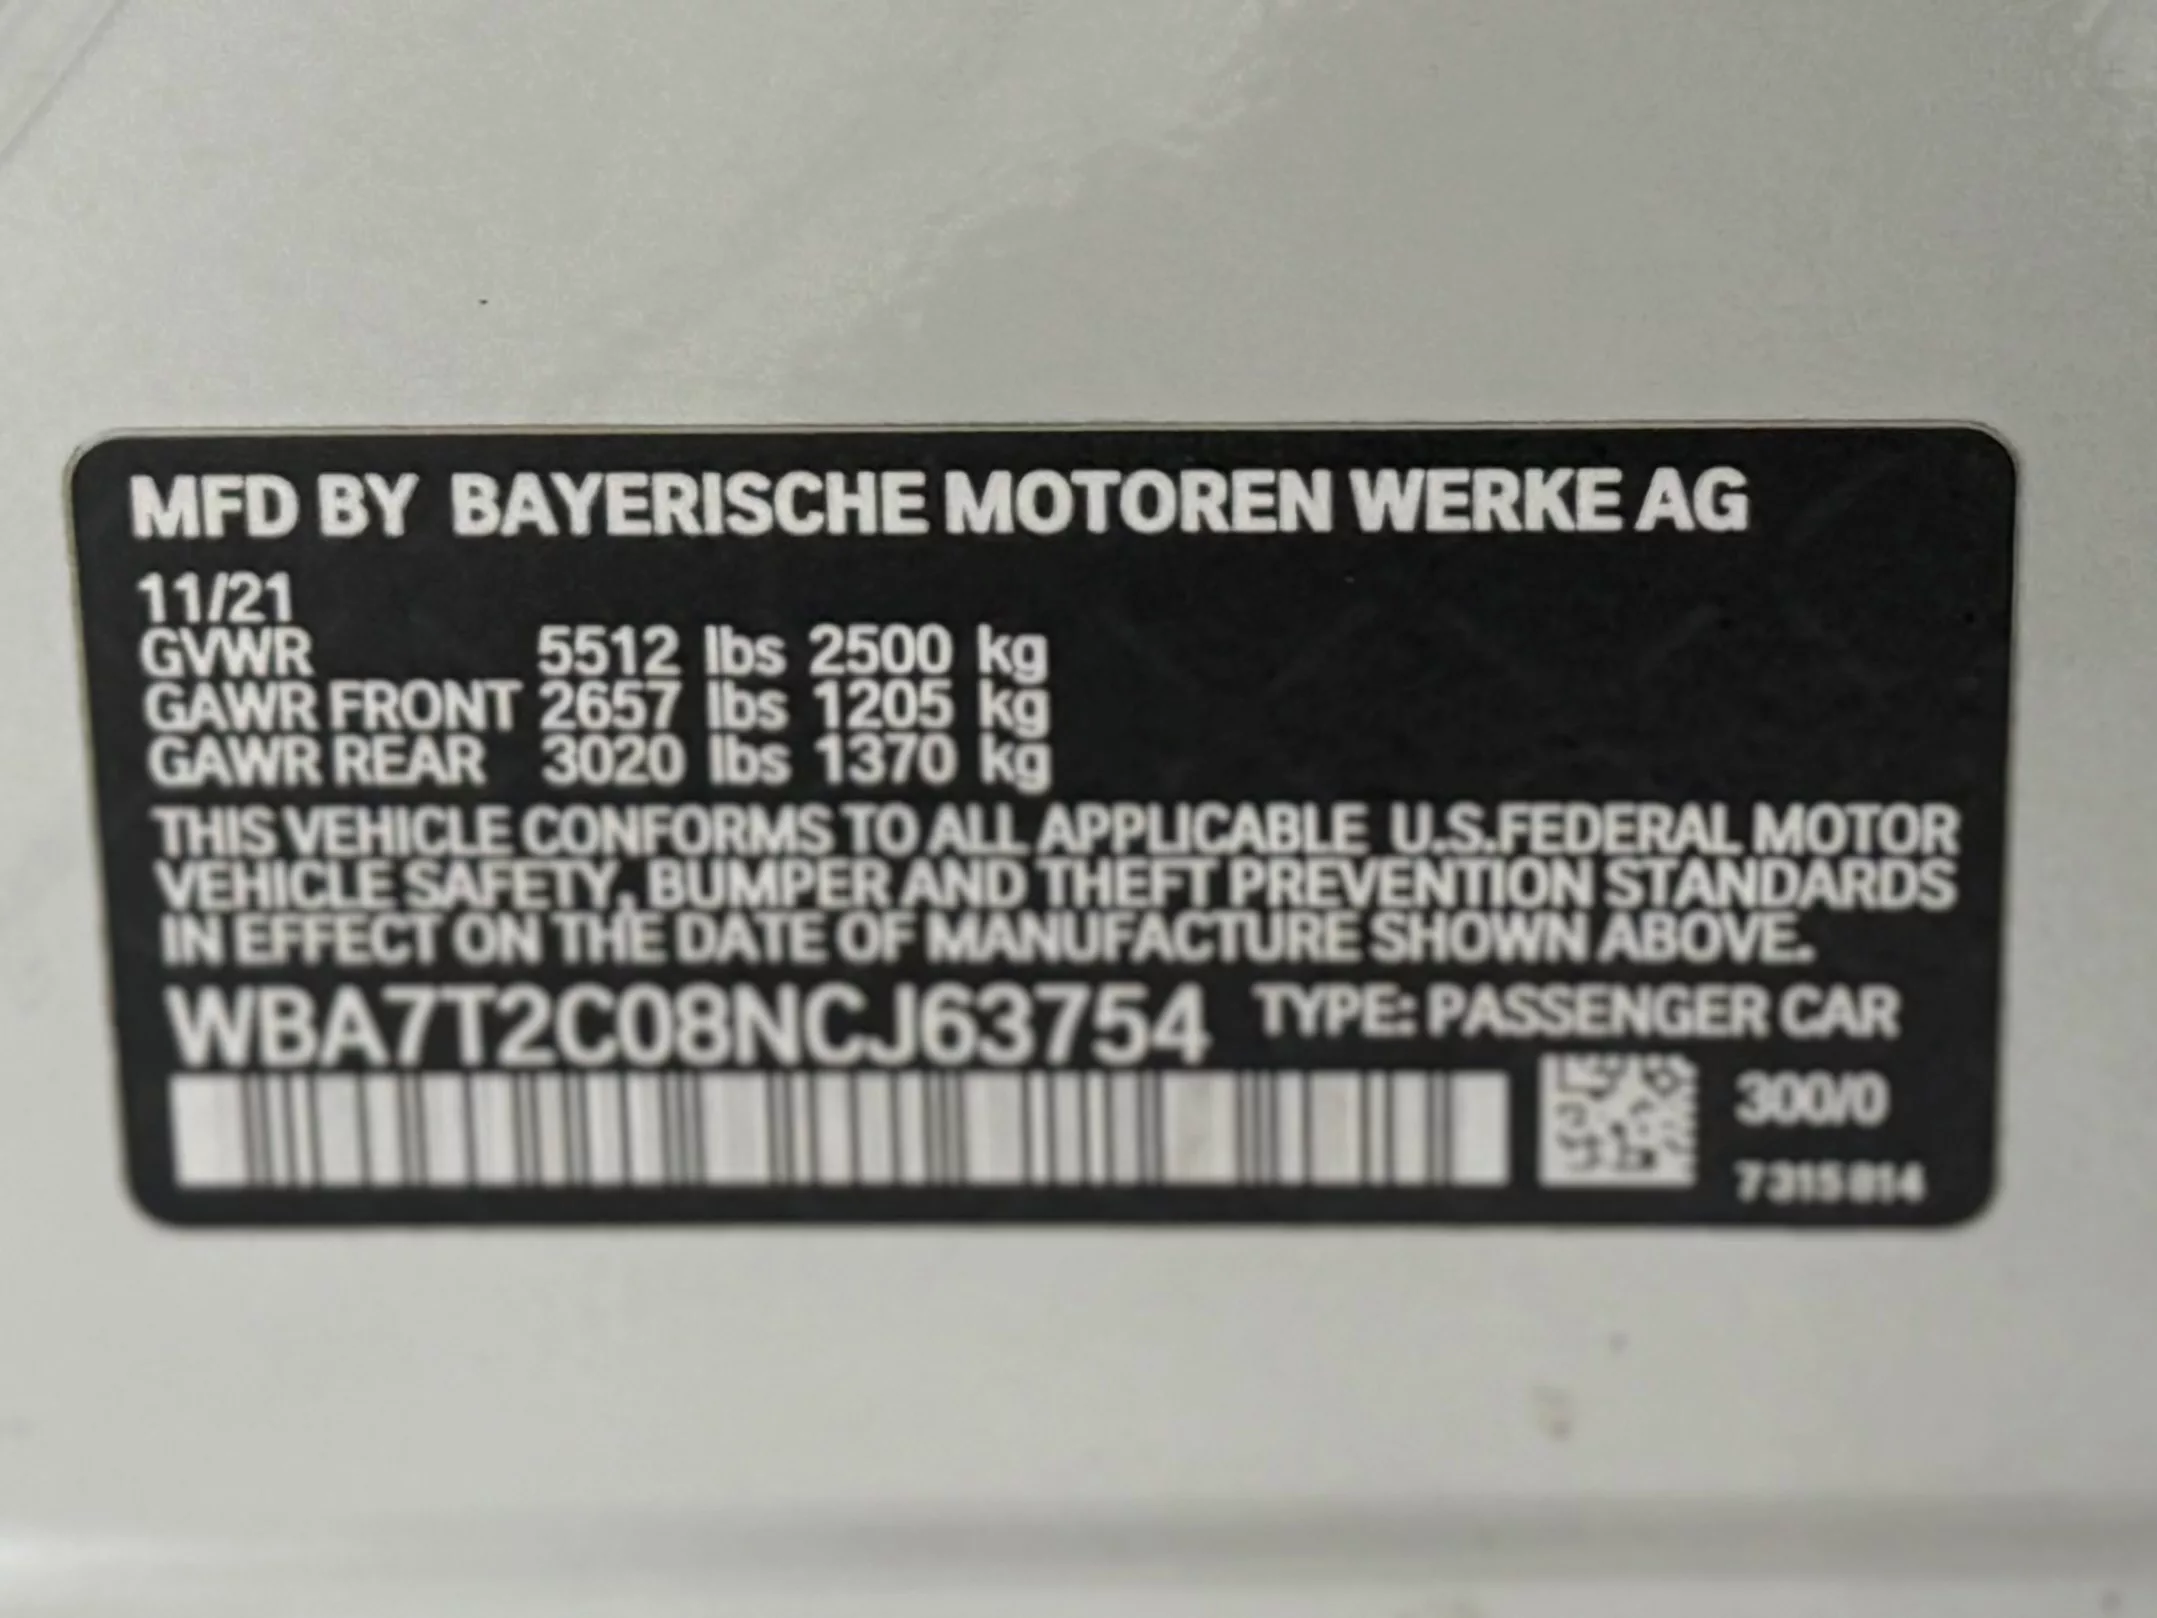 MFD BY BAYERISCHE MOTOREN WERKE AG
11/21
GVWR 5512 lbs 2500 kg
GAWR FRONT 2657 lbs 1205 kg
GAWR REAR 3020 lbs 1370 kg
THIS VEHICLE CONFORMS TO ALL APPLICABLE U.S.FEDERAL MOTOR
VEHICLE SAFETY, BUMPER AND THEFT PREVENTION STANDARDS
IN EFFECT ON THE DATE OF MANUFACTURE SHOWN ABOVE.
WBA7T2C08NCJ63754 TYPE: PASSENGER CAR
300/0
7315814